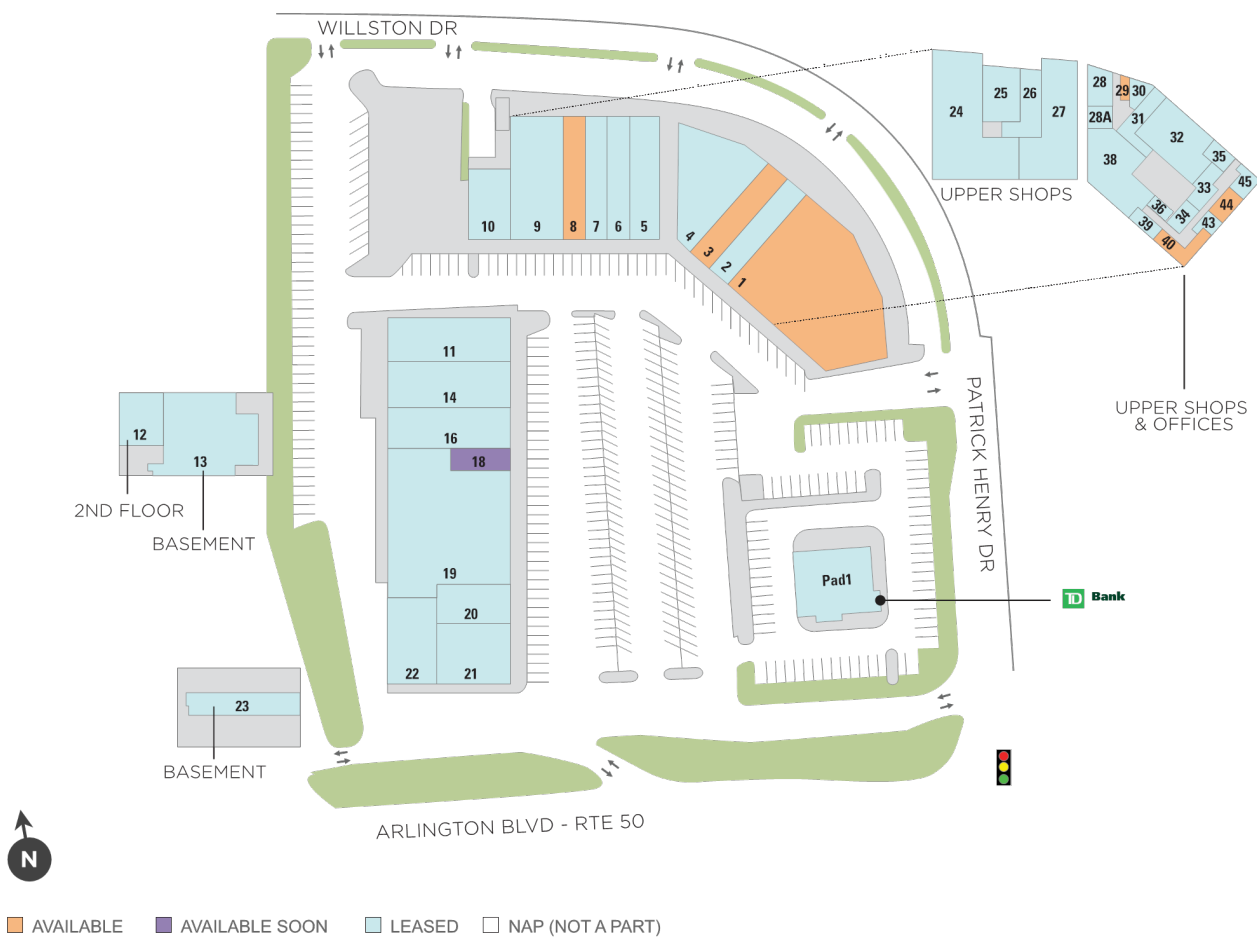 WILLSTON DR
24
25
26
27
UPPER SHOPS
28
29
30
28A
31
32
38
35
33
45
36
34
44
39
40
43
UPPER SHOPS
& OFFICES
10
9
8
7
6
5
4
3
2
1
PATRICK HENRY DR
11
14
16
18
12
13
2ND FLOOR
BASEMENT
19
20
22
21
Pad1
TD Bank
23
BASEMENT
ARLINGTON BLVD - RTE 50
N
AVAILABLE
AVAILABLE SOON
LEASED
NAP (NOT A PART)